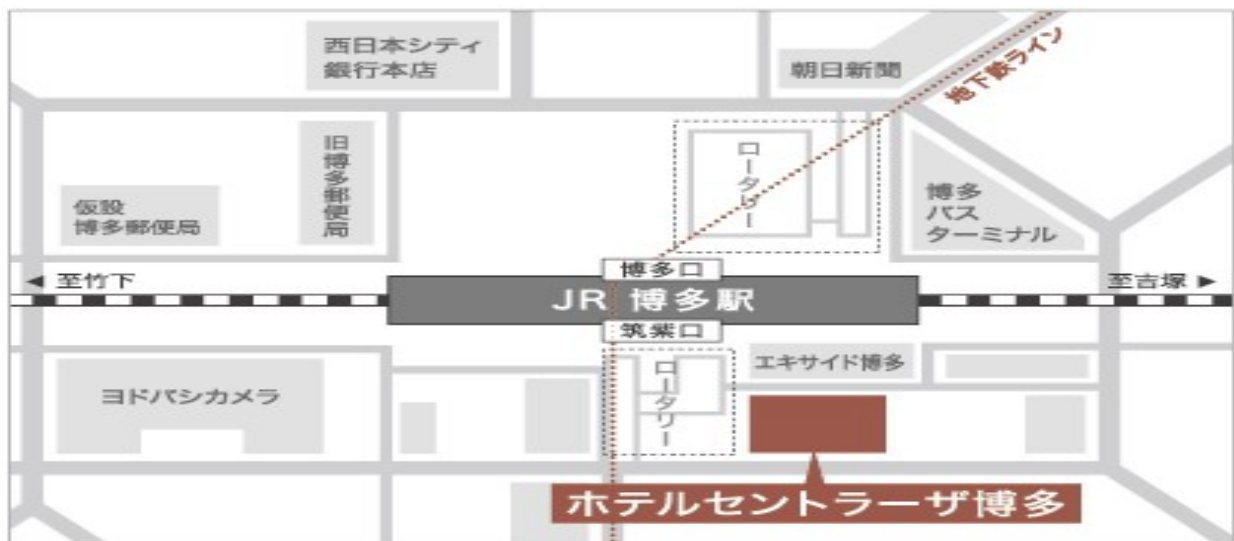 西日本シティ
銀行本店
朝日新聞
地下鉄ライン
旧博多郵便局
ロータリー
仮設
博多郵便局
博多
バス
ターミナル
◀ 至竹下
博多口
至吉塚 ▶
JR 博多駅
筑紫口
エキサイド博多
ヨドバシカメラ
ロータリー
ホテルセントラーザ博多